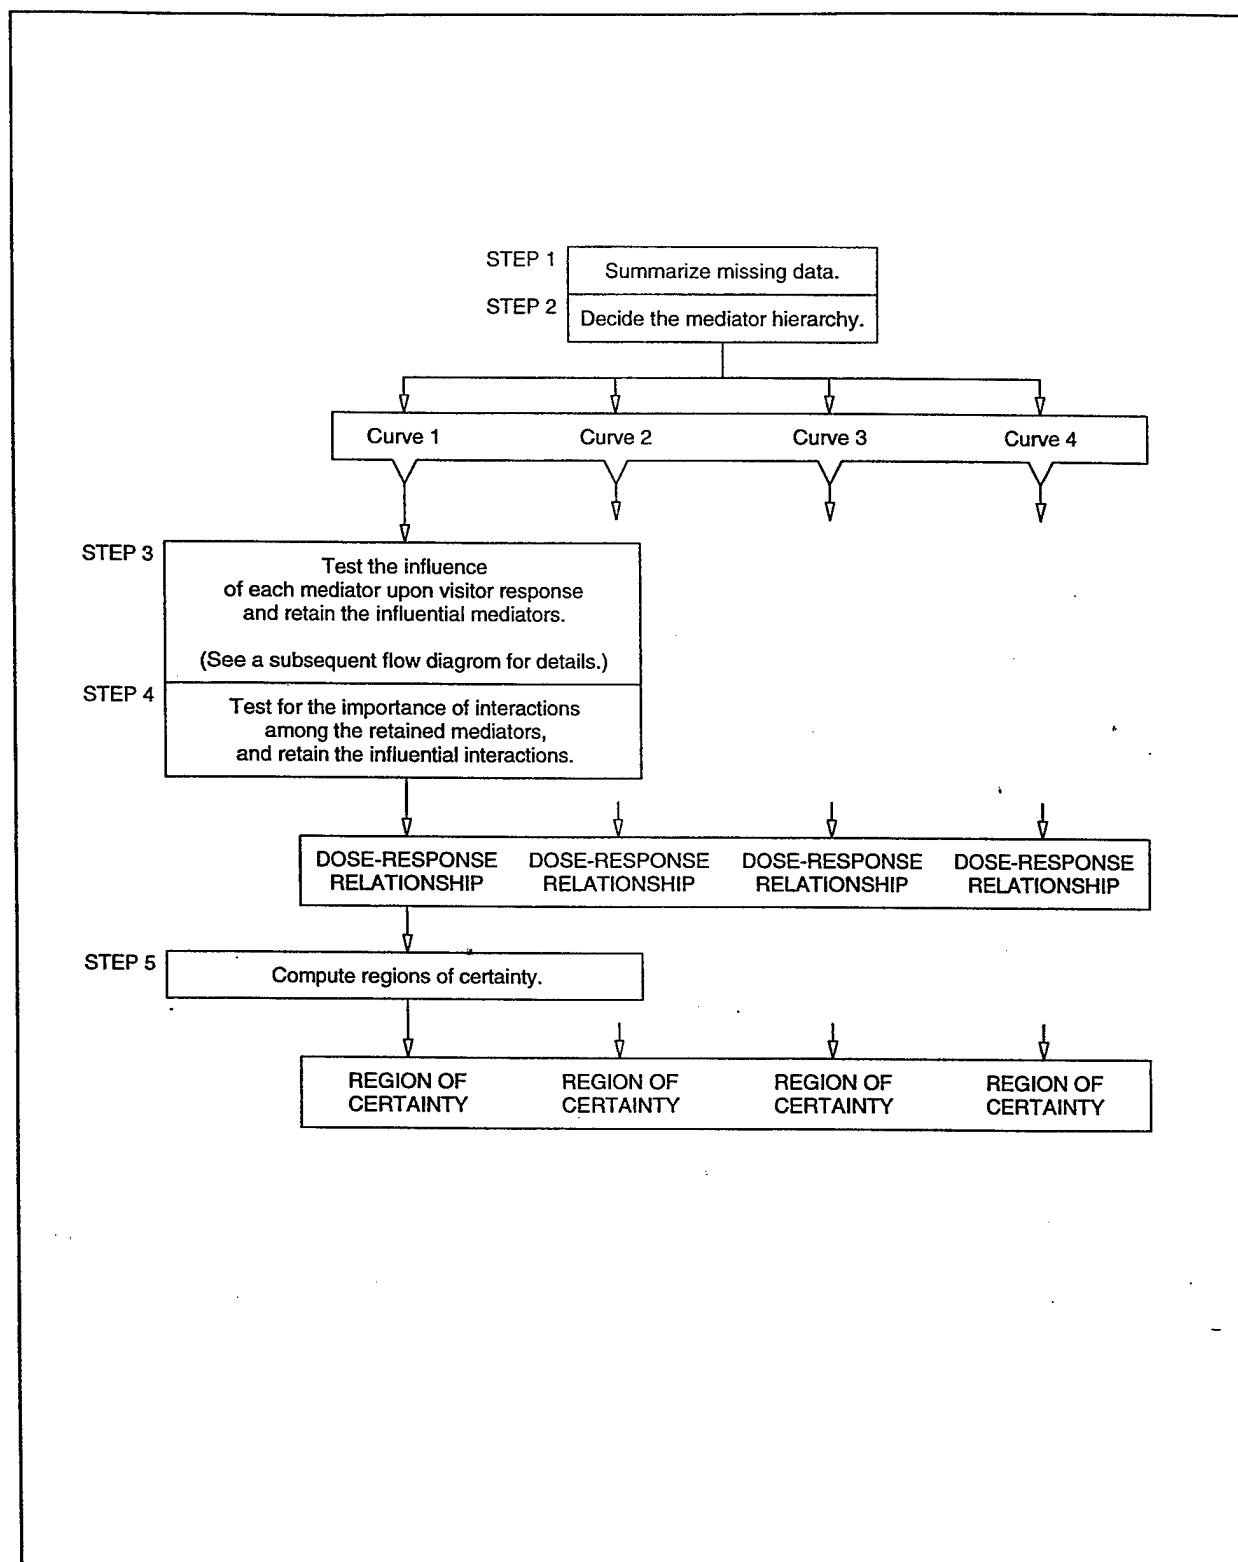 STEP 1
Summarize missing data.
STEP 2
Decide the mediator hierarchy.
Curve 1 Curve 2 Curve 3 Curve 4
STEP 3
Test the influence
of each mediator upon visitor response
and retain the influential mediators.
(See a subsequent flow diagrom for details.)
STEP 4
Test for the importance of interactions
among the retained mediators,
and retain the influential interactions.
DOSE-RESPONSE DOSE-RESPONSE DOSE-RESPONSE DOSE-RESPONSE
RELATIONSHIP RELATIONSHIP RELATIONSHIP RELATIONSHIP
STEP 5
Compute regions of certainty.
REGION OF REGION OF REGION OF REGION OF
CERTAINTY CERTAINTY CERTAINTY CERTAINTY